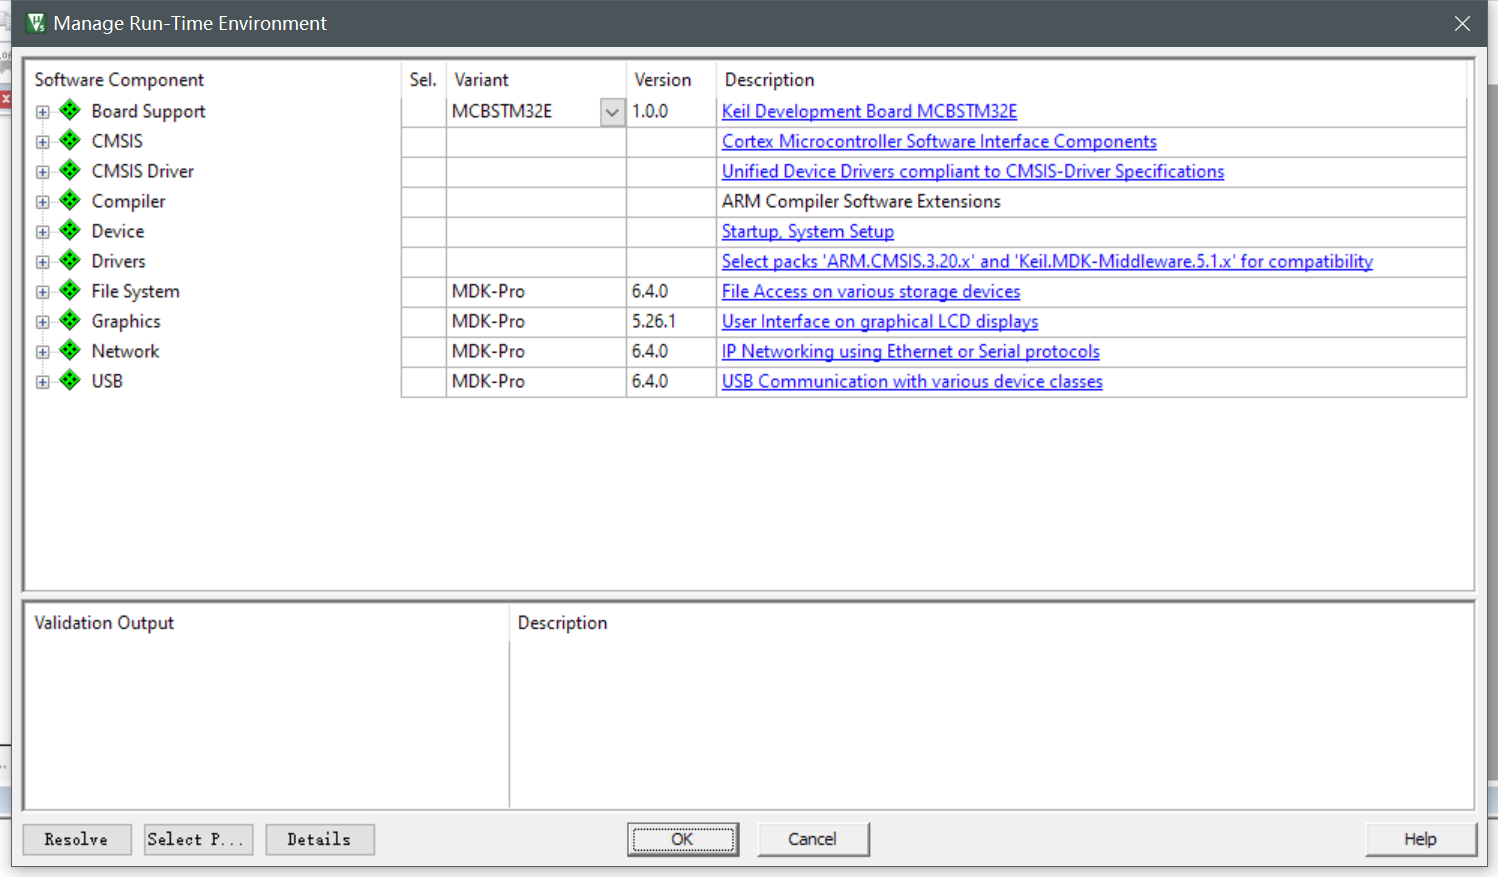 Manage Run-Time Environment
Software Component Sel. Variant Version Description
Board Support MCBSTM32E 1.0.0 Keil Development Board MCBSTM32E
CMSIS Cortex Microcontroller Software Interface Components
CMSIS Driver Unified Device Drivers compliant to CMSIS-Driver Specifications
Compiler ARM Compiler Software Extensions
Device Startup, System Setup
Drivers Select packs 'ARM.CMSIS.3.20.x' and 'Keil.MDK-Middleware.5.1.x' for compatibility
File System MDK-Pro 6.4.0 File Access on various storage devices
Graphics MDK-Pro 5.26.1 User Interface on graphical LCD displays
Network MDK-Pro 6.4.0 IP Networking using Ethernet or Serial protocols
USB MDK-Pro 6.4.0 USB Communication with various device classes
Validation Output Description
Resolve Select P... Details OK Cancel Help